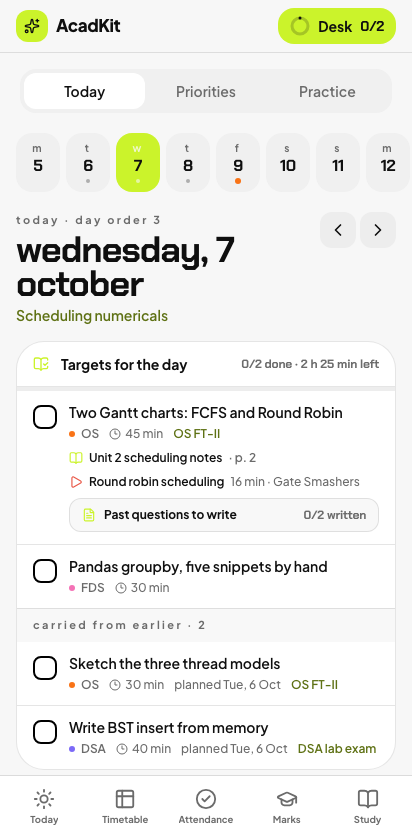 AcadKit
Desk 0/2
Today Priorities Practice
m t w t f s s m
5 6 7 8 9 10 11 12
today · day order 3
wednesday, 7
october
Scheduling numericals
Targets for the day 0/2 done · 2 h 25 min left
Two Gantt charts: FCFS and Round Robin
OS 45 min OS FT-II
Unit 2 scheduling notes · p. 2
Round robin scheduling 16 min · Gate Smashers
Past questions to write 0/2 written
Pandas groupby, five snippets by hand
FDS 30 min
carried from earlier · 2
Sketch the three thread models
OS 30 min planned Tue, 6 Oct OS FT-II
Write BST insert from memory
DSA 40 min planned Tue, 6 Oct DSA lab exam
Today Timetable Attendance Marks Study